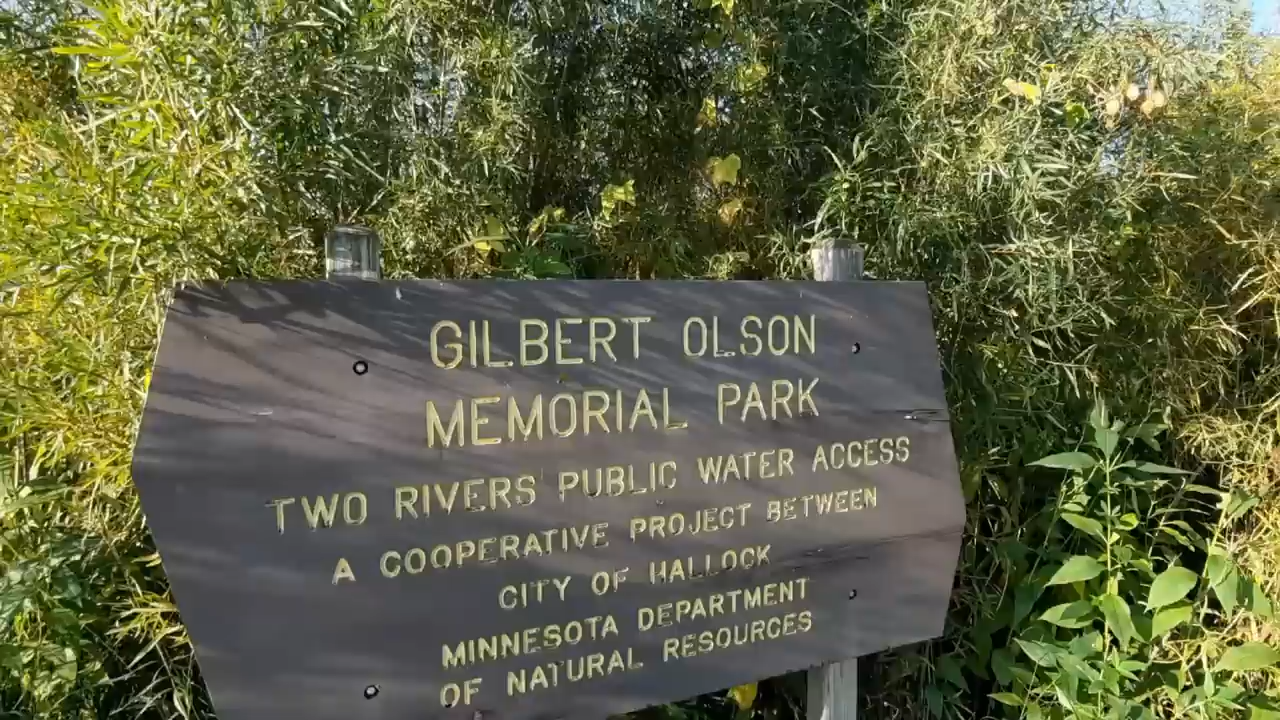 GILBERT OLSON
MEMORIAL PARK
TWO RIVERS PUBLIC WATER ACCESS
A COOPERATIVE PROJECT BETWEEN
CITY OF HALLOCK
MINNESOTA DEPARTMENT
OF NATURAL RESOURCES